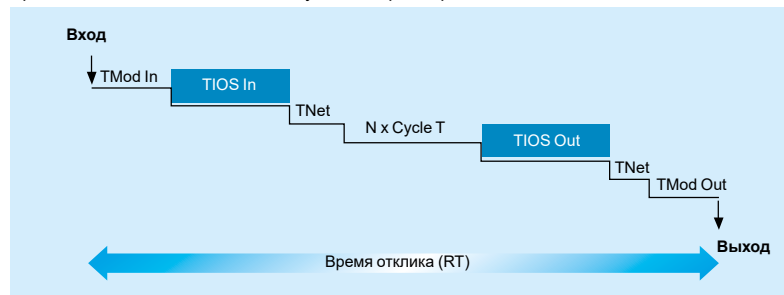 Вход
TMod In
TIOS In
TNet
N x Cycle T
TIOS Out
TNet
TMod Out
Выход
Время отклика (RT)